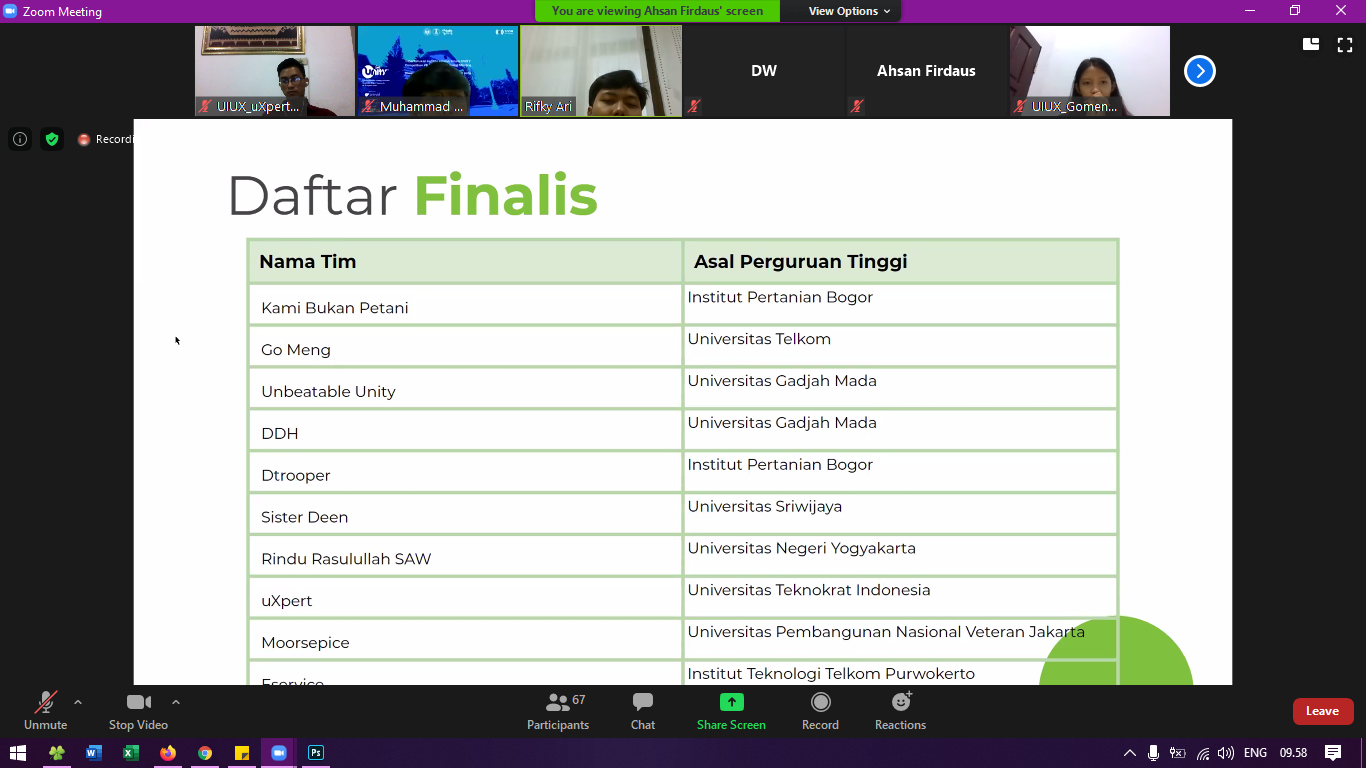 Zoom Meeting
You are viewing Ahsan Firdaus' screen
View Options
UIUX_uXpert...
Muhammad ...
Rifky Ari
DW
Ahsan Firdaus
UIUX_Gomen...
Recordi
Daftar Finalis
Nama Tim Asal Perguruan Tinggi
Kami Bukan Petani Institut Pertanian Bogor
Go Meng Universitas Telkom
Unbeatable Unity Universitas Gadjah Mada
DDH Universitas Gadjah Mada
Dtrooper Institut Pertanian Bogor
Sister Deen Universitas Sriwijaya
Rindu Rasulullah SAW Universitas Negeri Yogyakarta
uXpert Universitas Teknokrat Indonesia
Moorsepice Universitas Pembangunan Nasional Veteran Jakarta
Eservice Institut Teknologi Telkom Purwokerto
Unmute
Stop Video
67
Participants
Chat
Share Screen
Record
Reactions
Leave
ENG
09.58